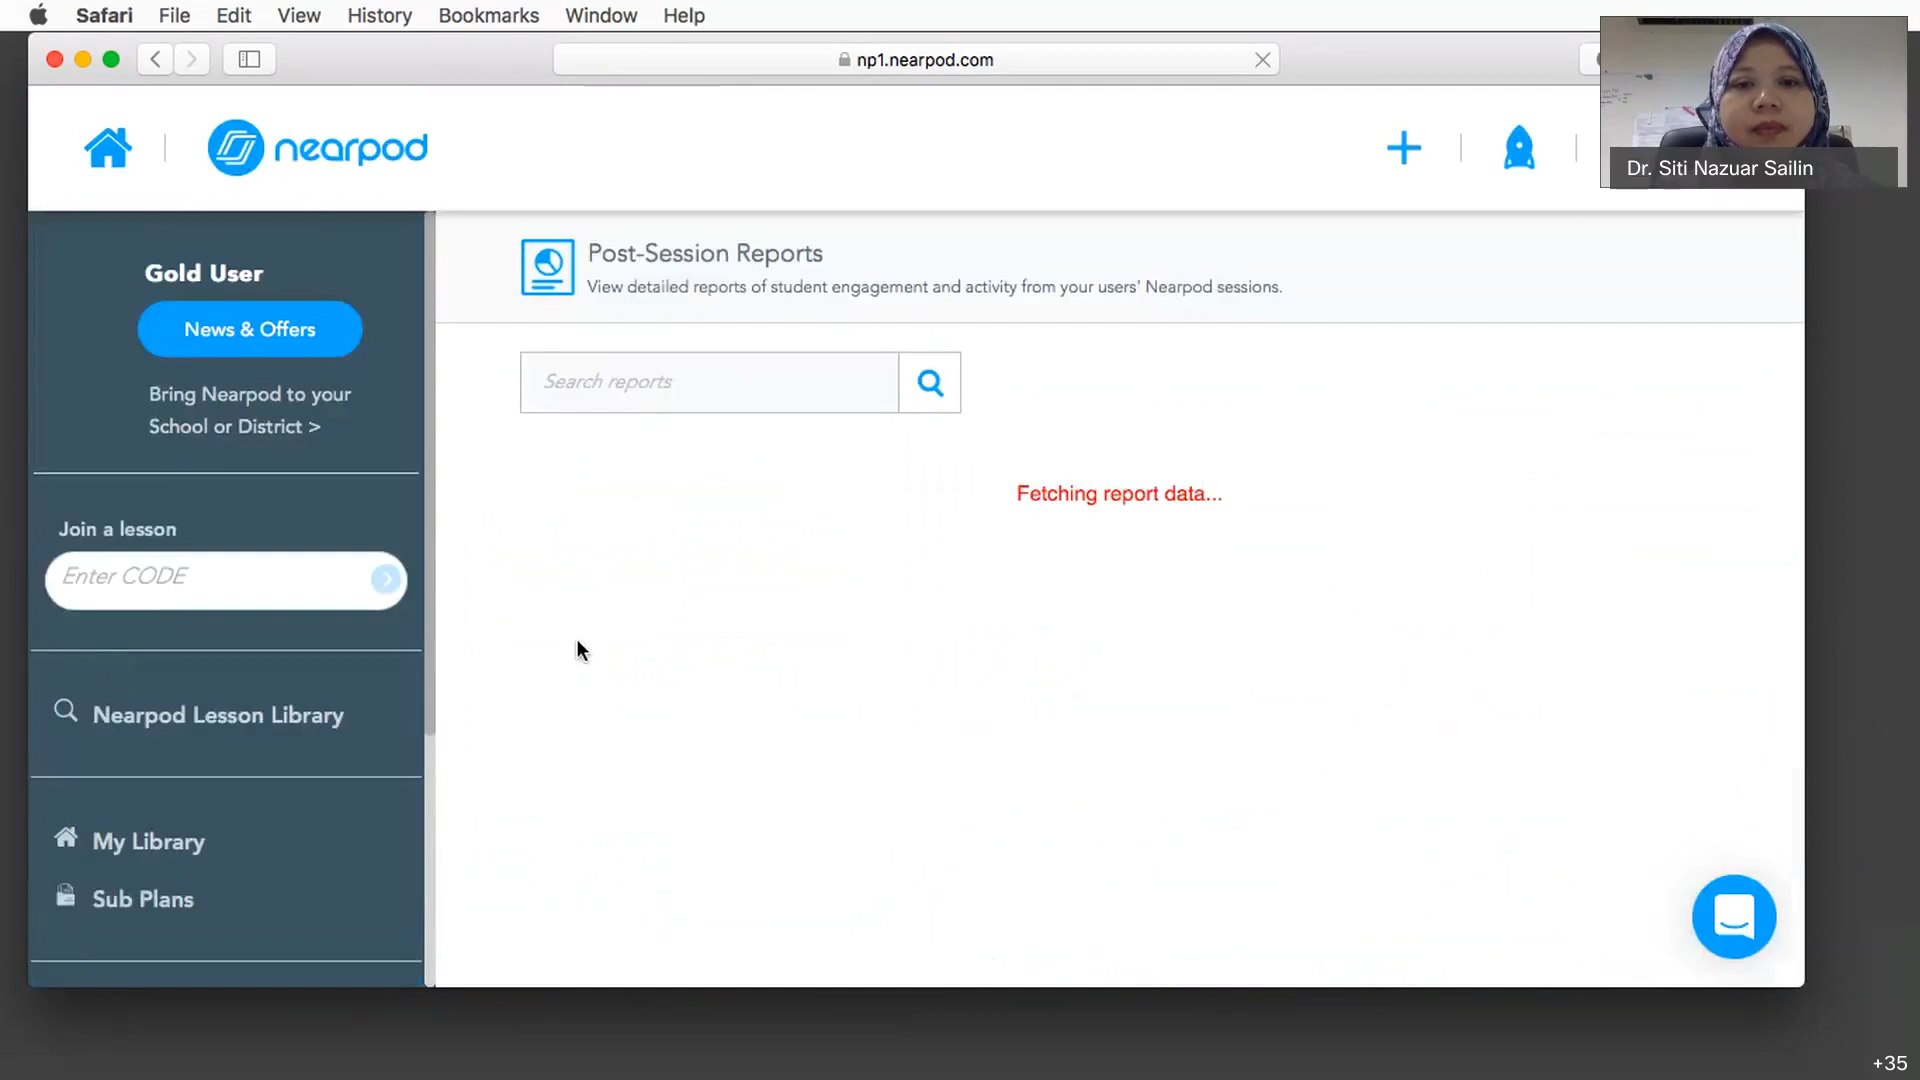 Safari File Edit View History Bookmarks Window Help
np1.nearpod.com
nearpod
Dr. Siti Nazuar Sailin
Gold User
News & Offers
Bring Nearpod to your
School or District >
Join a lesson
Enter CODE
Nearpod Lesson Library
My Library
Sub Plans
Post-Session Reports
View detailed reports of student engagement and activity from your users' Nearpod sessions.
Search reports
Fetching report data...
+35